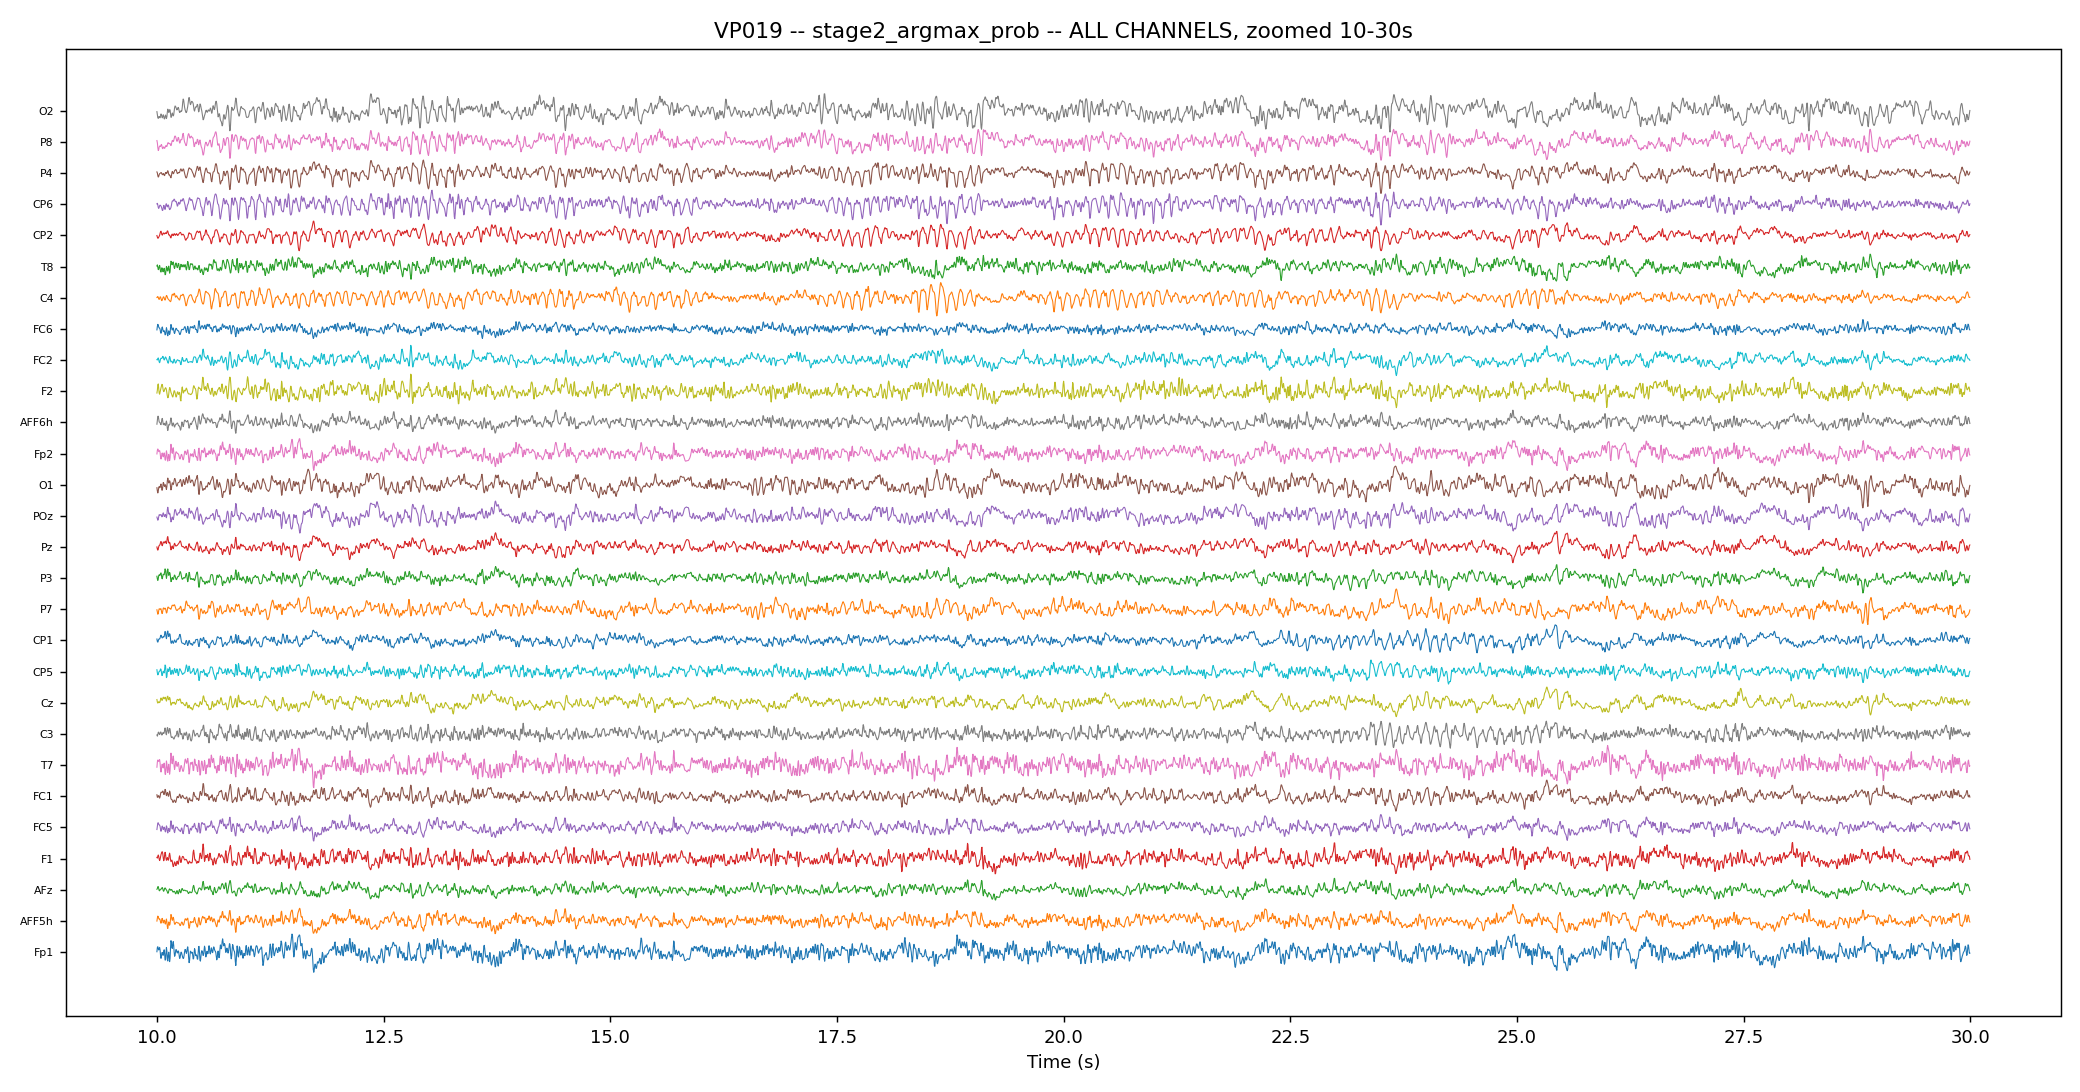 VP019 -- stage2_argmax_prob -- ALL CHANNELS, zoomed 10-30s
O2
P8
P4
CP6
CP2
T8
C4
FC6
FC2
F2
AFF6h
Fp2
O1
POz
Pz
P3
P7
CP1
CP5
Cz
C3
T7
FC1
FC5
F1
AFz
AFF5h
Fp1
10.0 12.5 15.0 17.5 20.0 22.5 25.0 27.5 30.0
Time (s)